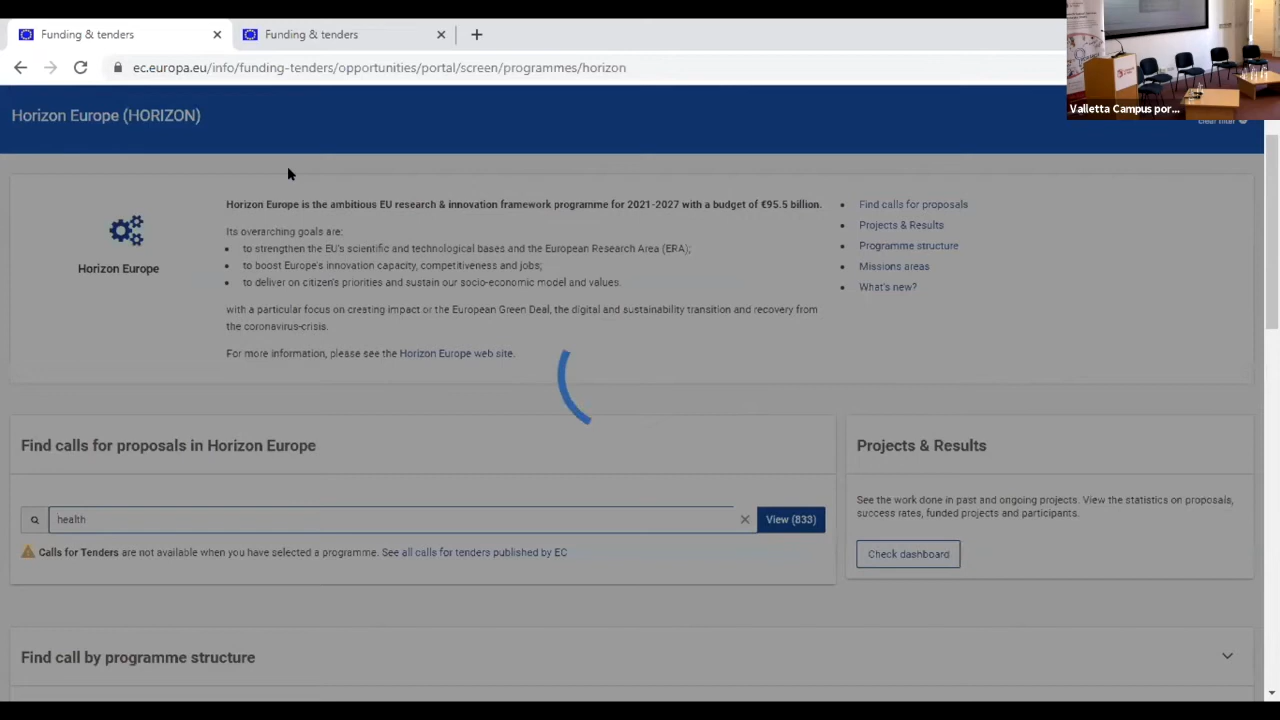 Funding & tenders
Funding & tenders
ec.europa.eu/info/funding-tenders/opportunities/portal/screen/programmes/horizon
Valletta Campus por...
Horizon Europe (HORIZON)
Clear filter
Horizon Europe
Horizon Europe is the ambitious EU research & innovation framework programme for 2021-2027 with a budget of €95.5 billion.
Its overarching goals are:
to strengthen the EU's scientific and technological bases and the European Research Area (ERA);
to boost Europe's innovation capacity, competitiveness and jobs;
to deliver on citizen's priorities and sustain our socio-economic model and values.
with a particular focus on creating impact or the European Green Deal, the digital and sustainability transition and recovery from
the coronavirus-crisis.
For more information, please see the Horizon Europe web site.
Find calls for proposals
Projects & Results
Programme structure
Missions areas
What's new?
Find calls for proposals in Horizon Europe
health
View (833)
Calls for Tenders are not available when you have selected a programme. See all calls for tenders published by EC
Projects & Results
See the work done in past and ongoing projects. View the statistics on proposals,
success rates, funded projects and participants.
Check dashboard
Find call by programme structure